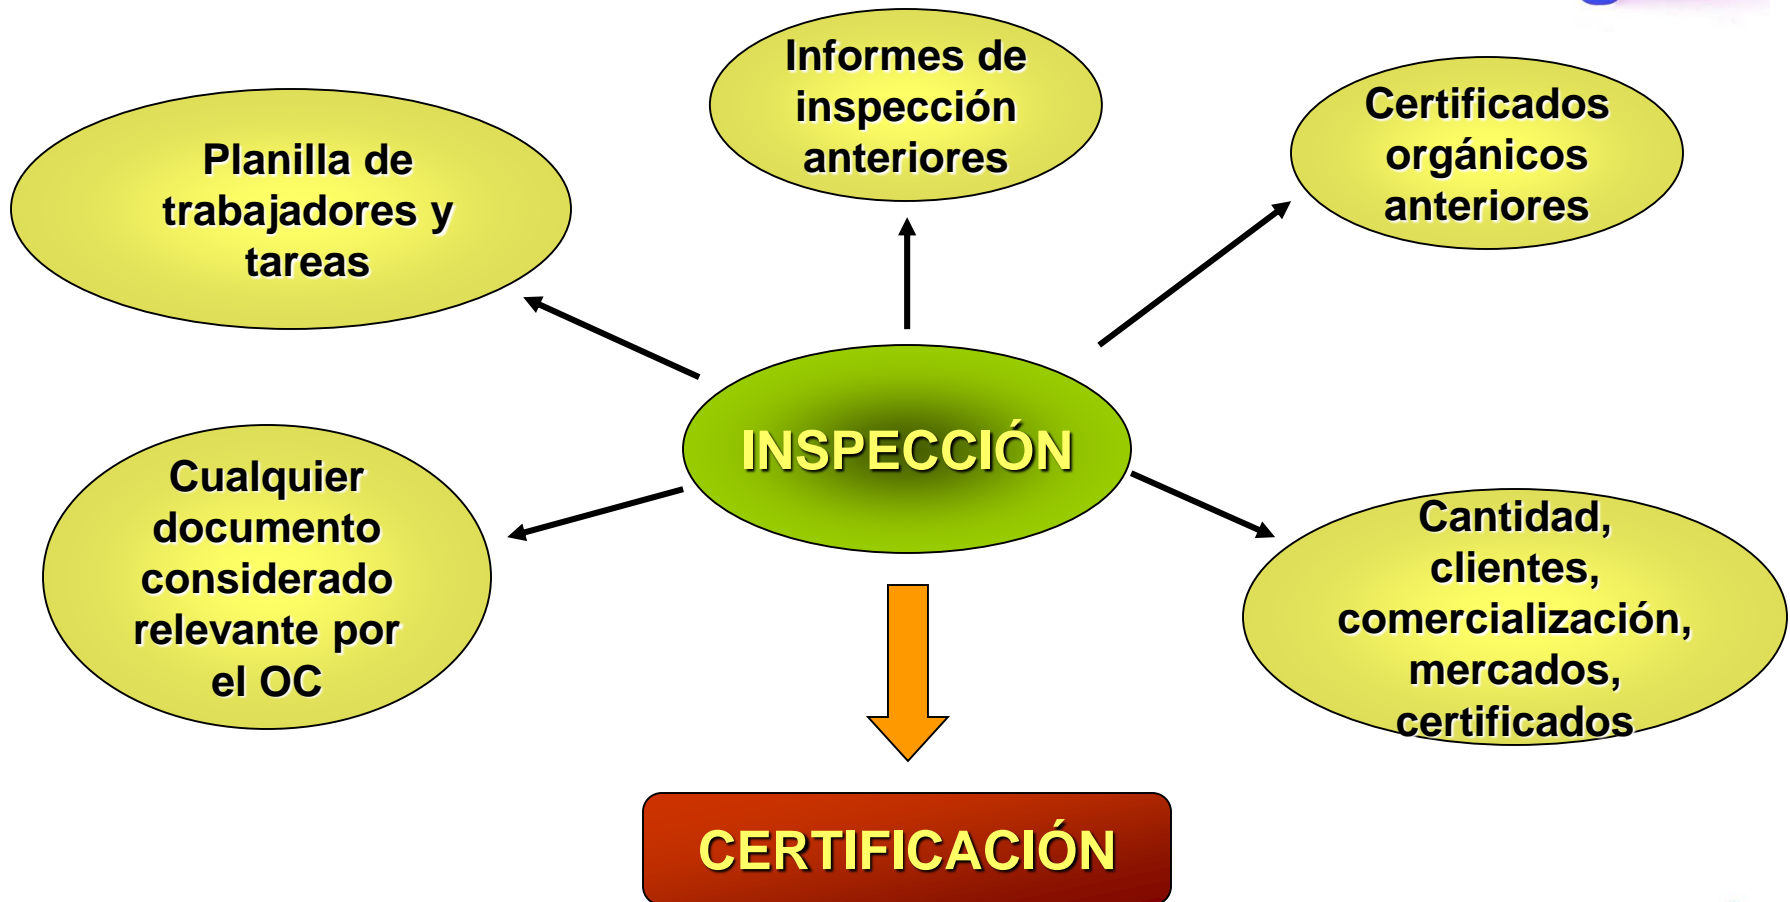 Informes de
inspección
anteriores
Certificados
orgánicos
anteriores
Planilla de
trabajadores y
tareas
INSPECCIÓN
Cualquier
documento
considerado
relevante por
el OC
Cantidad,
clientes,
comercialización,
mercados,
certificados
CERTIFICACIÓN